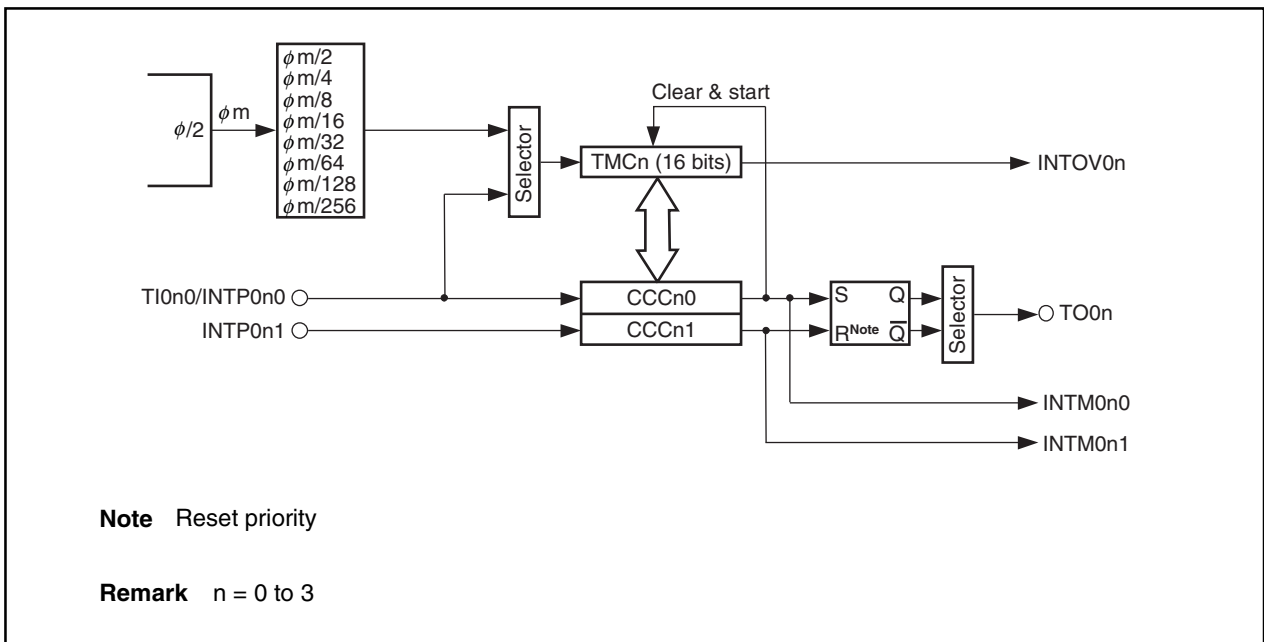 φ/2
φm
φm/2
φm/4
φm/8
φm/16
φm/32
φm/64
φm/128
φm/256
Selector
Clear & start
TMCn (16 bits)
INTOV0n
TI0n0/INTP0n0
INTP0n1
CCCn0
CCCn1
S Q
R Note Q̅
Selector
TO0n
INTM0n0
INTM0n1
Note Reset priority
Remark n = 0 to 3